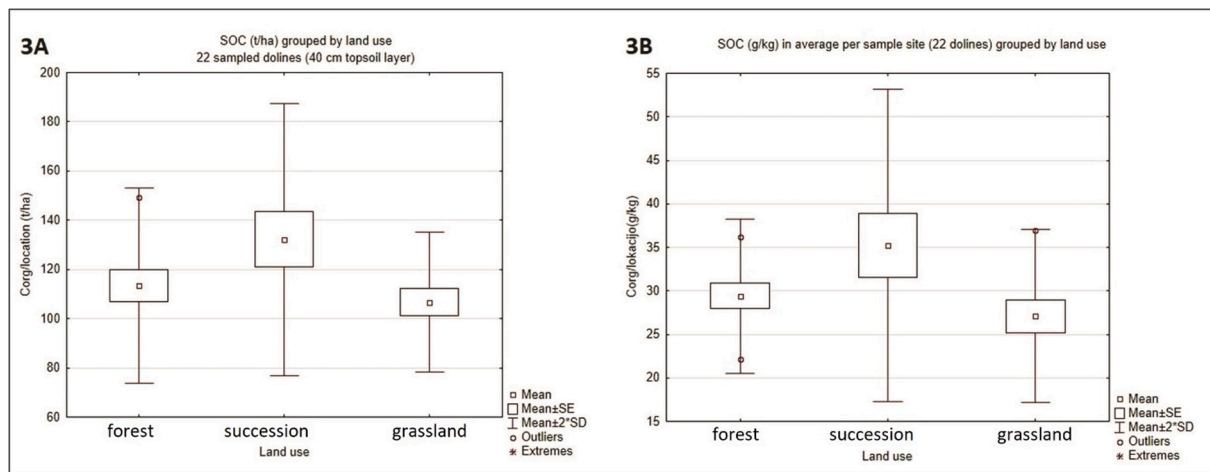 3A
SOC (t/ha) grouped by land use
22 sampled dolines (40 cm topsoil layer)
200
180
160
140
120
100
80
60
Corg/location (t/ha)
forest
succession
grassland
Land use
Mean
Mean±SE
Mean±2*SD
Outliers
Extremes
3B
SOC (g/kg) in average per sample site (22 dolines) grouped by land use
55
50
45
40
35
30
25
20
15
Corg/lokacijo(g/kg)
forest
succession
grassland
Land use
Mean
Mean±SE
Mean±2*SD
Outliers
Extremes